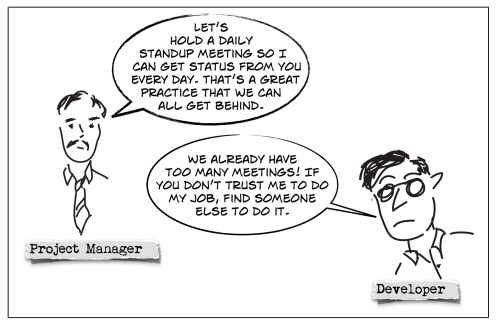 LET'S
HOLD A DAILY
STANDUP MEETING SO I
CAN GET STATUS FROM YOU
EVERY DAY. THAT'S A GREAT
PRACTICE THAT WE CAN
ALL GET BEHIND.
WE ALREADY HAVE
TOO MANY MEETINGS! IF
YOU DON'T TRUST ME TO DO
MY JOB, FIND SOMEONE
ELSE TO DO IT.
Project Manager
Developer